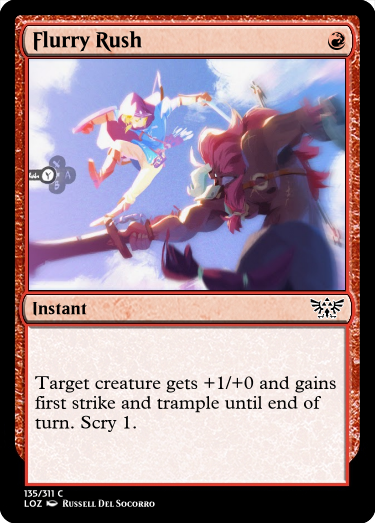 Flurry Rush
Y
A
B
Instant
Target creature gets +1/+0 and gains
first strike and trample until end of
turn. Scry 1.
135/311 C
LOZ Russell Del Socorro